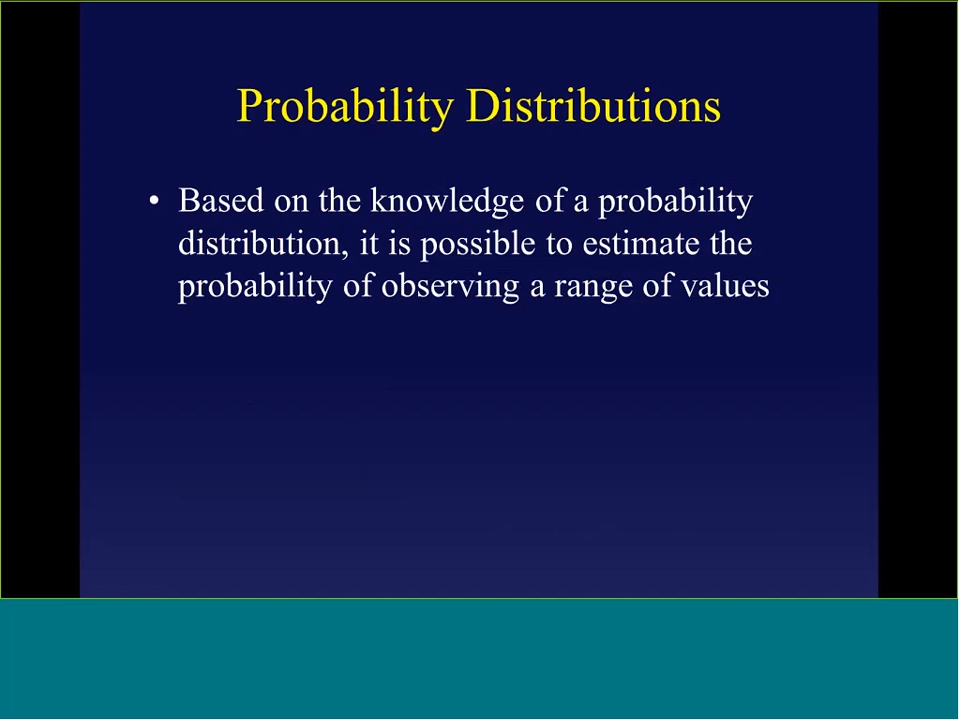 Probability Distributions
• Based on the knowledge of a probability
distribution, it is possible to estimate the
probability of observing a range of values